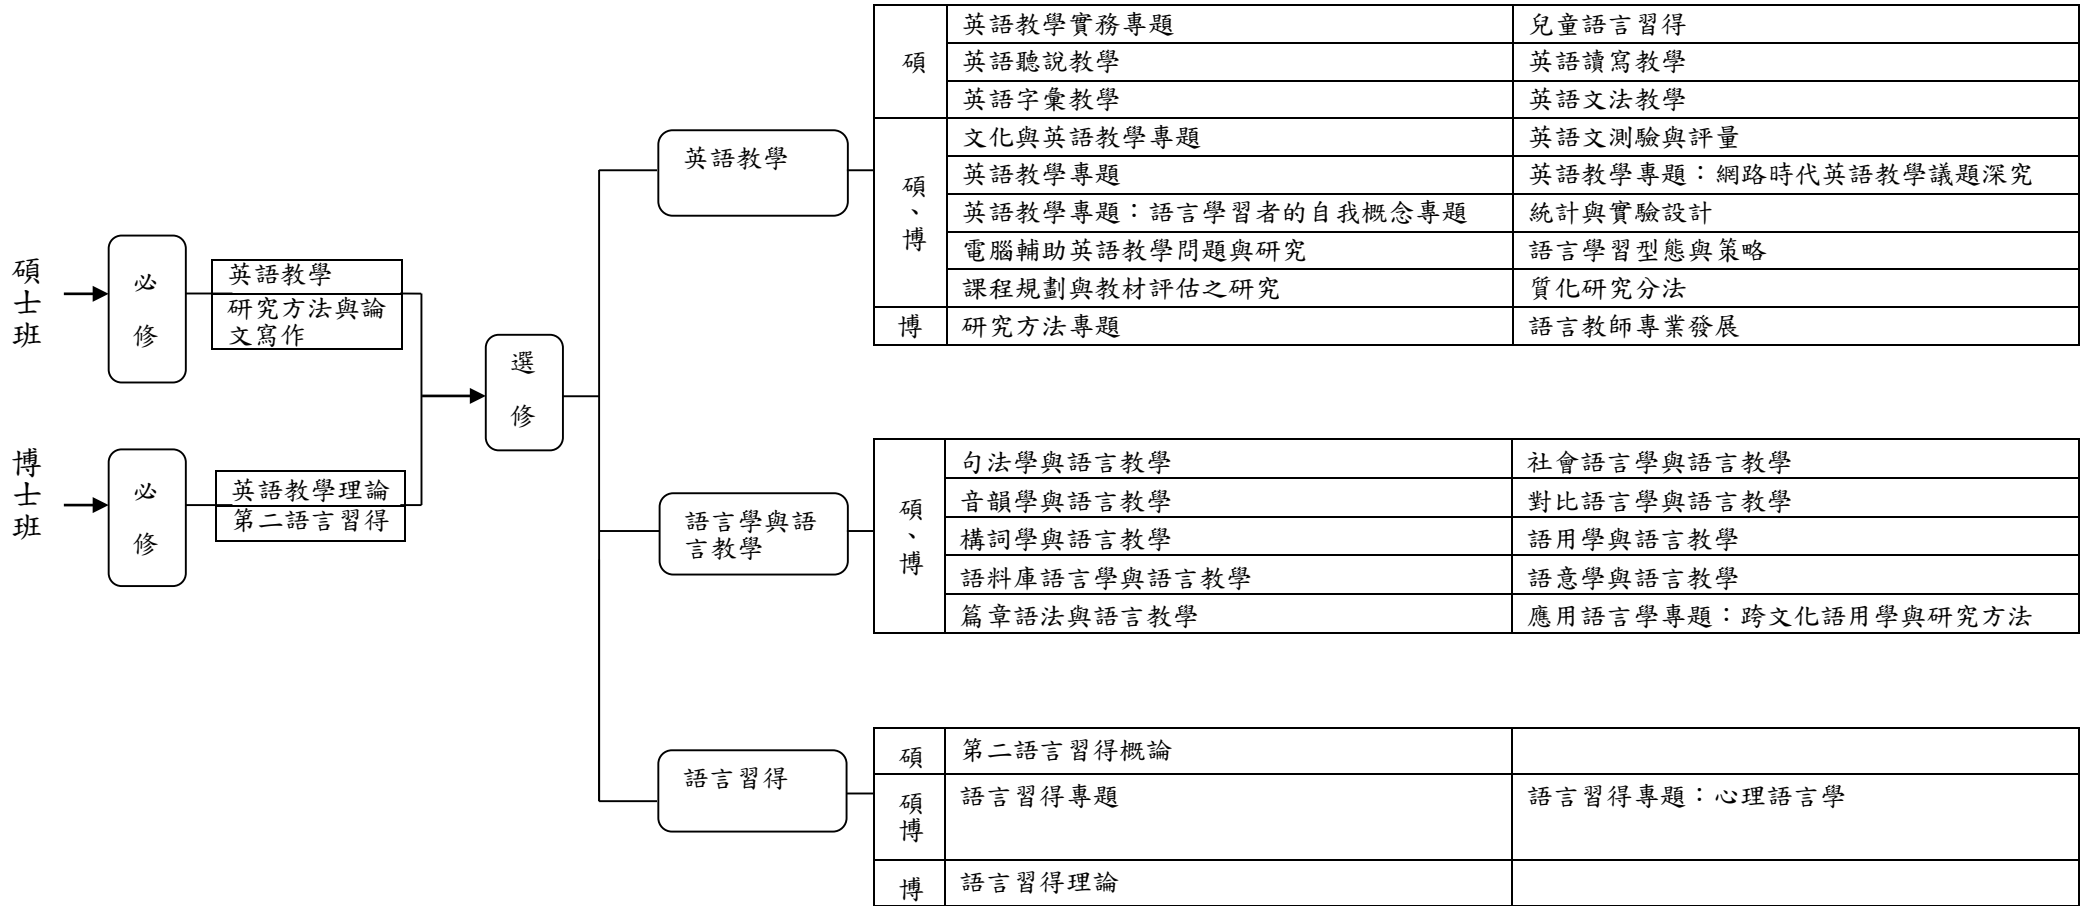 碩士班
必修
英語教學
研究方法與論
文寫作
博士班
必修
英語教學理論
第二語言習得
選修
英語教學
碩
英語教學實務專題
兒童語言習得
英語聽說教學
英語讀寫教學
英語字彙教學
英語文法教學
碩、博
文化與英語教學專題
英語文測驗與評量
英語教學專題
英語教學專題：網路時代英語教學議題深究
英語教學專題：語言學習者的自我概念專題
統計與實驗設計
電腦輔助英語教學問題與研究
語言學習型態與策略
課程規劃與教材評估之研究
質化研究分法
博
研究方法專題
語言教師專業發展
語言學與語
言教學
碩、博
句法學與語言教學
社會語言學與語言教學
音韻學與語言教學
對比語言學與語言教學
構詞學與語言教學
語用學與語言教學
語料庫語言學與語言教學
語意學與語言教學
篇章語法與語言教學
應用語言學專題：跨文化語用學與研究方法
語言習得
碩
第二語言習得概論
碩博
語言習得專題
語言習得專題：心理語言學
博
語言習得理論